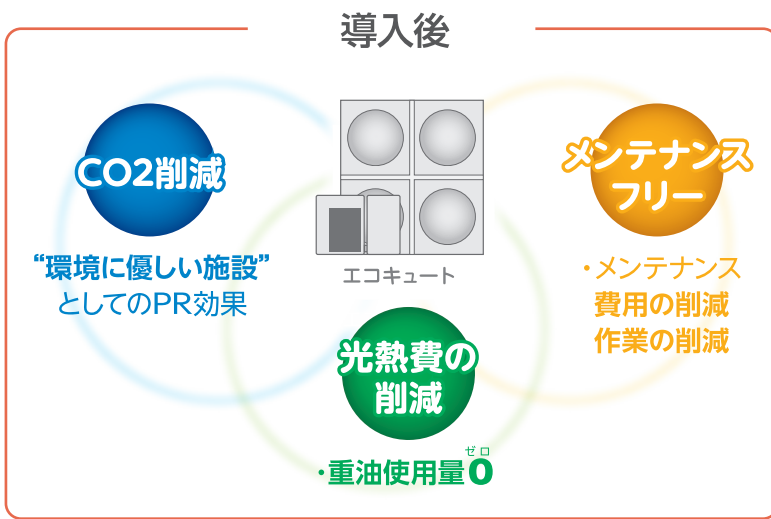 導入後
CO2削減
“環境に優しい施設”
としてのPR効果
エコキュート
メンテナンス
フリー
・メンテナンス
費用の削減
作業の削減
光熱費の
削減
ゼロ
・重油使用量0